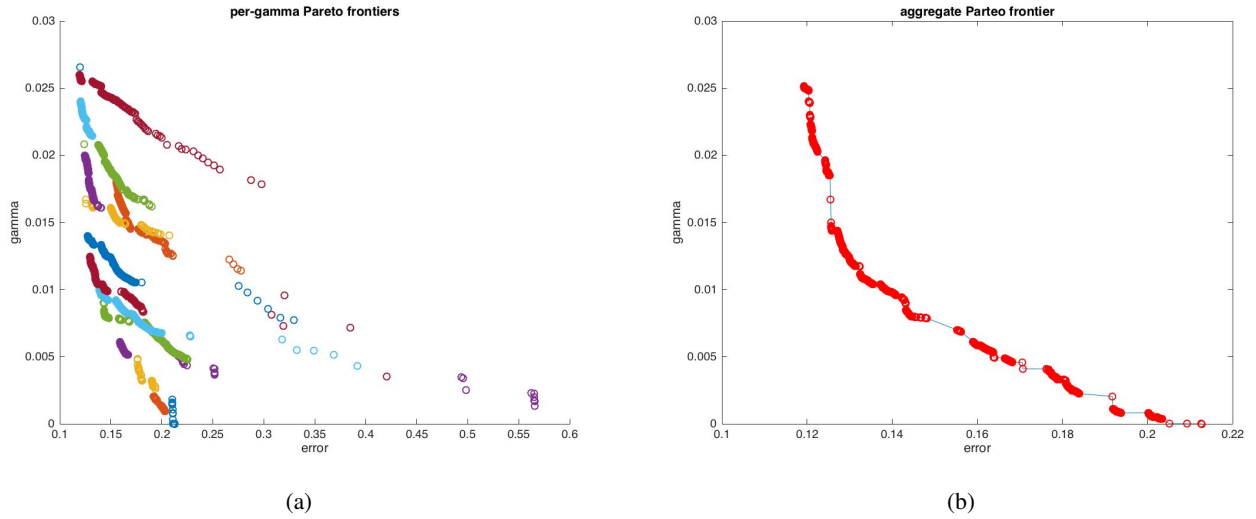 per-gamma Pareto frontiers
0.03
0.025
0.02
0.015
0.01
0.005
0
gamma
0.1 0.15 0.2 0.25 0.3 0.35 0.4 0.45 0.5 0.55 0.6
error
(a)
aggregate Parteo frontier
0.03
0.025
0.02
0.015
0.01
0.005
0
gamma
0.1 0.12 0.14 0.16 0.18 0.2 0.22
error
(b)